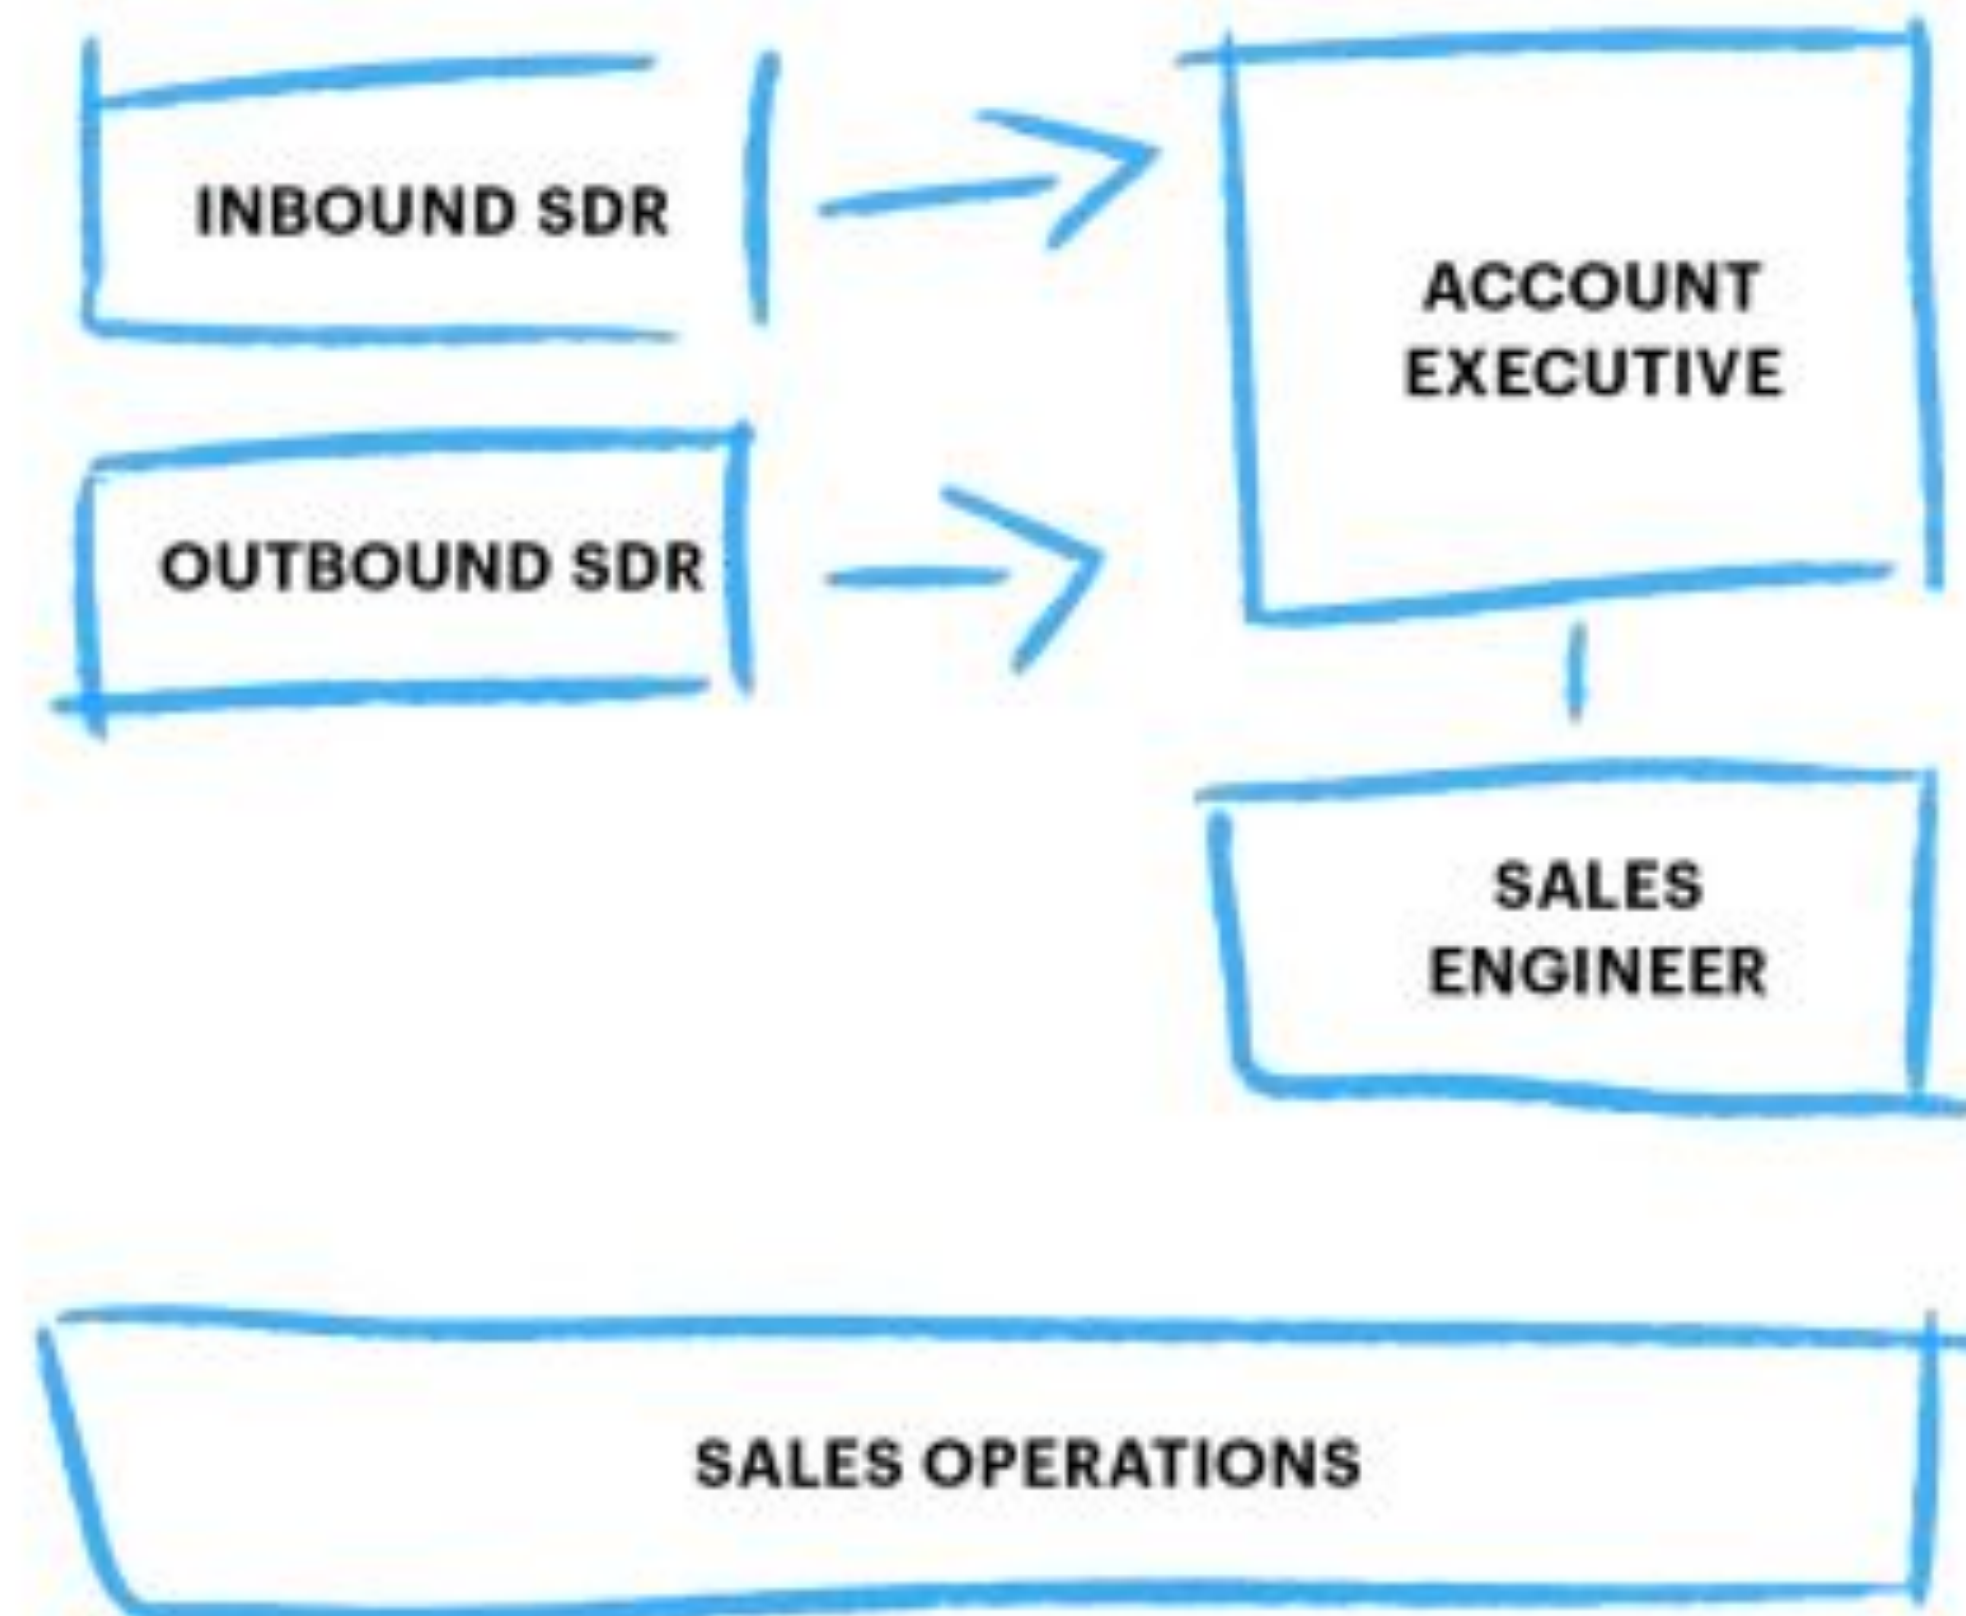 INBOUND SDR
ACCOUNT
EXECUTIVE
OUTBOUND SDR
SALES
ENGINEER
SALES OPERATIONS